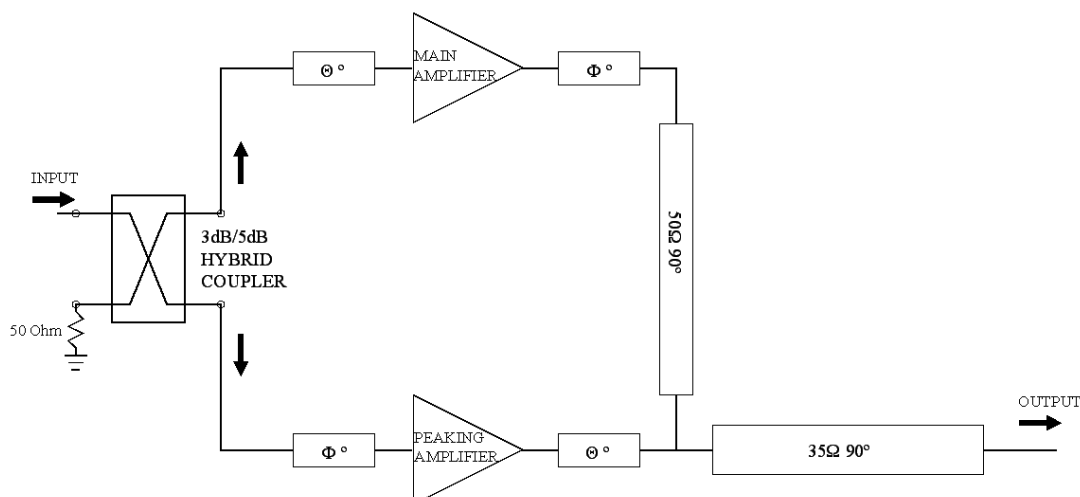 Θ °
MAIN
AMPLIFIER
Φ °
INPUT
3dB/5dB
HYBRID
COUPLER
50Ω 90°
50 Ohm
Φ °
PEAKING
AMPLIFIER
Θ °
35Ω 90°
OUTPUT